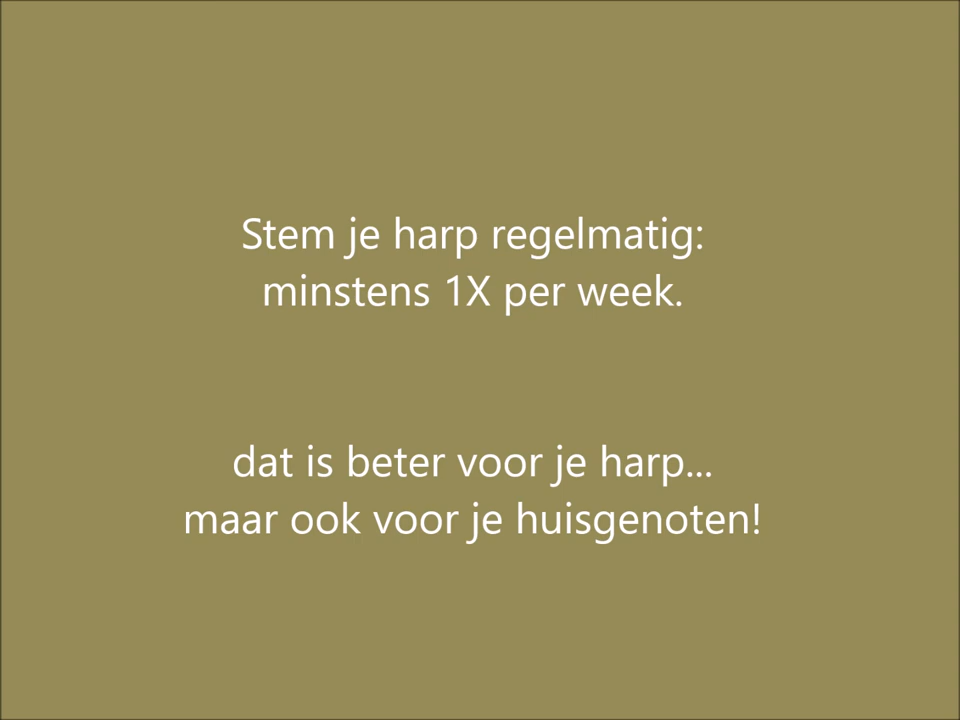 Stem je harp regelmatig:
minstens 1X per week.
dat is beter voor je harp...
maar ook voor je huisgenoten!